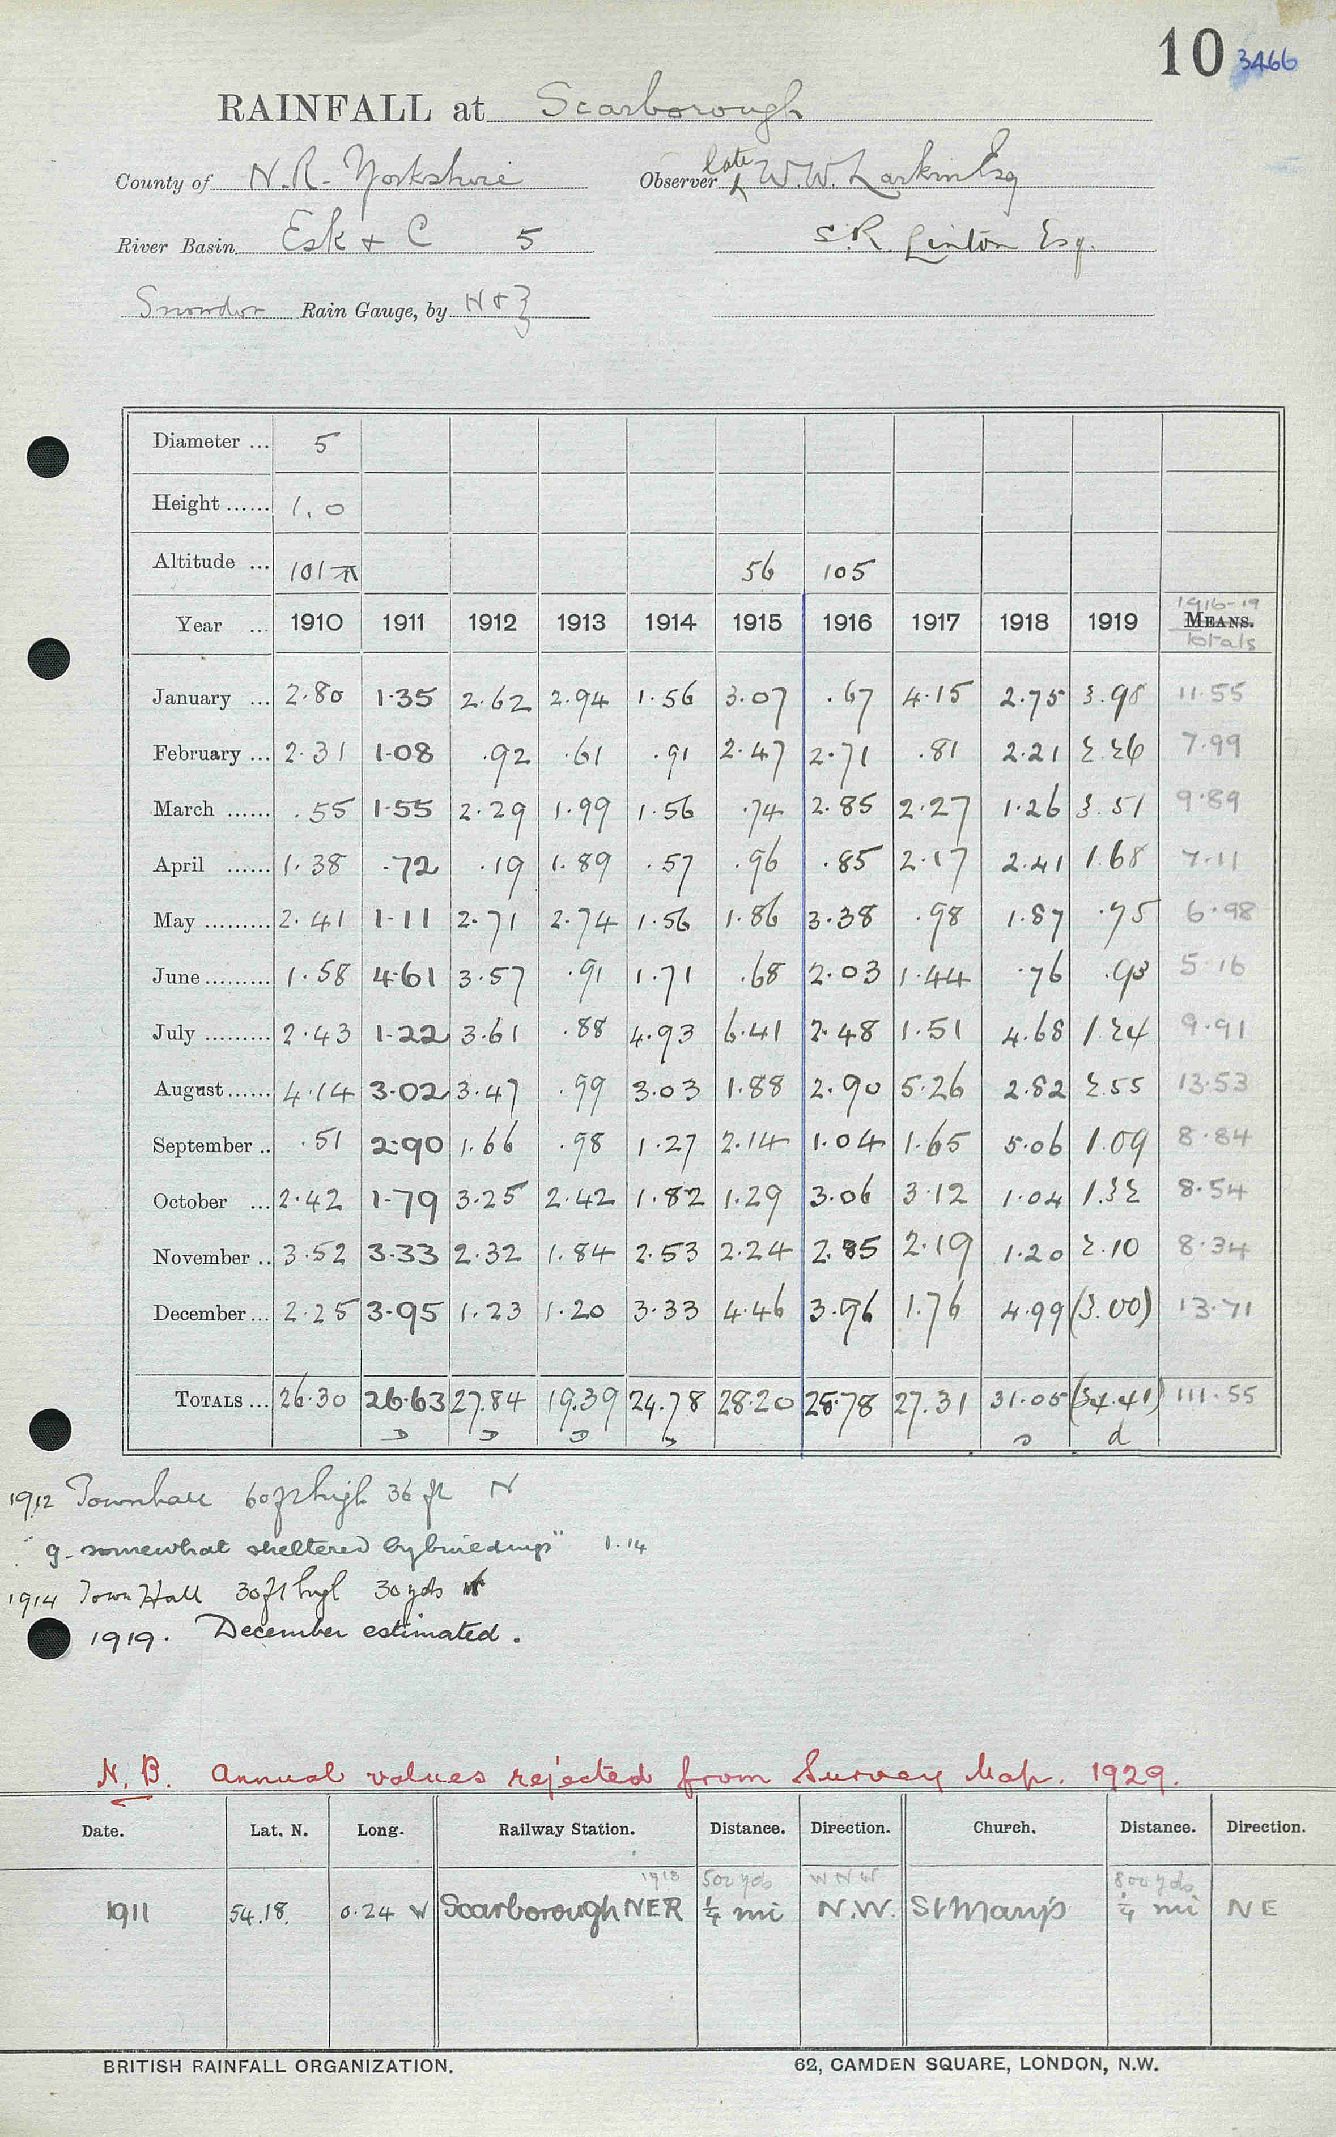 10 3466
RAINFALL at Scarborough
County of N.R. Yorkshire Observer late W.W. Larkin Esq
River Basin Esk & C 5 S.R. Linton Esq.
Snowdon Rain Gauge, by N & Z
Diameter ... 5
Height ...... 1.0
Altitude ... 101 56 105
1916-19
Year ... 1910 1911 1912 1913 1914 1915 1916 1917 1918 1919 MEANS.
Totals
January ... 2.80 1.35 2.62 2.94 1.56 3.07 .67 4.15 2.75 3.98 11.55
February ... 2.31 1.08 .92 .61 .91 2.47 2.71 .81 2.21 2.26 7.99
March ...... .55 1.55 2.29 1.99 1.56 .74 2.85 2.27 1.26 3.51 9.89
April ...... 1.38 .72 .19 1.89 .57 .96 .85 2.17 2.41 1.68 7.11
May ......... 2.41 1.11 2.71 2.74 1.56 1.86 3.38 .98 1.87 .75 6.98
June ......... 1.58 4.61 3.57 .91 1.71 .68 2.03 1.44 .76 .93 5.16
July ......... 2.43 1.22 3.61 .88 4.93 6.41 2.48 1.51 4.68 1.24 9.91
August ...... 4.14 3.02 3.47 .99 3.03 1.88 2.90 5.26 2.82 2.55 13.53
September .. .51 2.90 1.66 .98 1.27 2.14 1.04 1.65 5.06 1.09 8.84
October ... 2.42 1.79 3.25 2.42 1.82 1.29 3.06 3.12 1.04 1.32 8.54
November .. 3.52 3.33 2.32 1.84 2.53 2.24 2.85 2.19 1.20 2.10 8.34
December ... 2.25 3.95 1.23 1.20 3.33 4.46 3.96 1.76 4.99 (3.00) 13.71
TOTALS ... 26.30 26.63 27.84 19.39 24.78 28.20 28.78 27.31 31.05 (24.41) 111.55
d
1912 Townhall 60ft high 36 ft N
" g. somewhat sheltered by buildings" 1.14
1914 Town Hall 30ft high 30 yds
1919. December estimated.
N.B. Annual values rejected from Survey Map. 1929.
Date. Lat. N. Long. Railway Station. Distance. Direction. Church. Distance. Direction.
1918 500 yds W N W 800 yds
1911 54.18. 0.24 W Scarborough NER ¼ mi N.W. St Mary's ¼ mi NE
BRITISH RAINFALL ORGANIZATION. 62, CAMDEN SQUARE, LONDON, N.W.